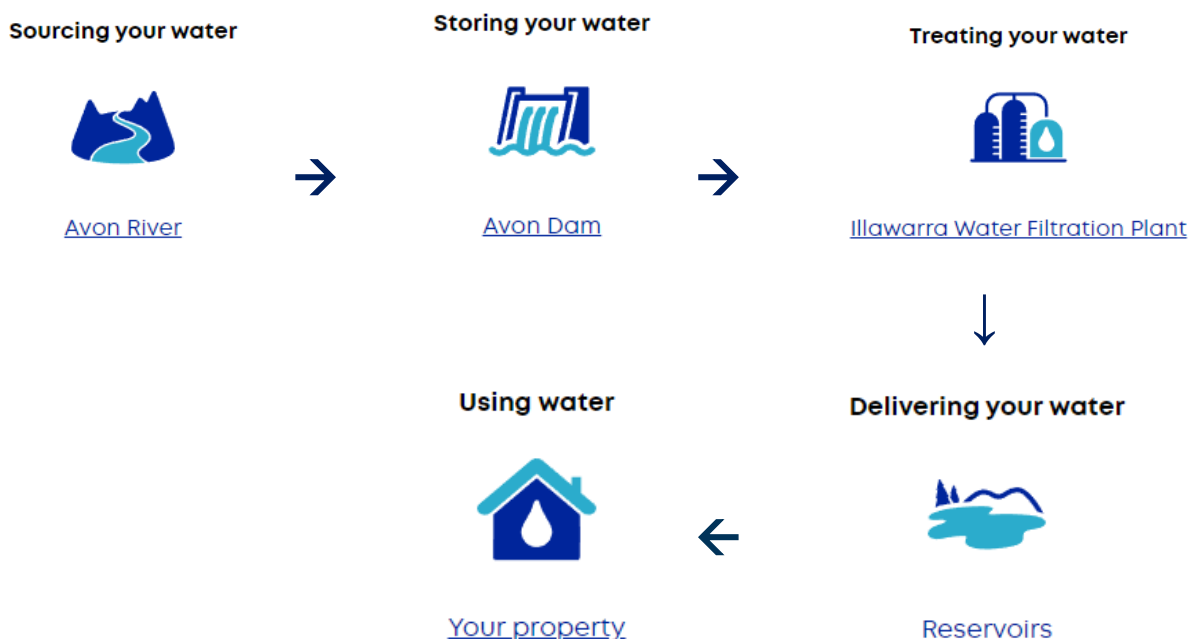 Sourcing your water
Storing your water
Treating your water
Avon River
Avon Dam
Illawarra Water Filtration Plant
Using water
Delivering your water
Your property
Reservoirs